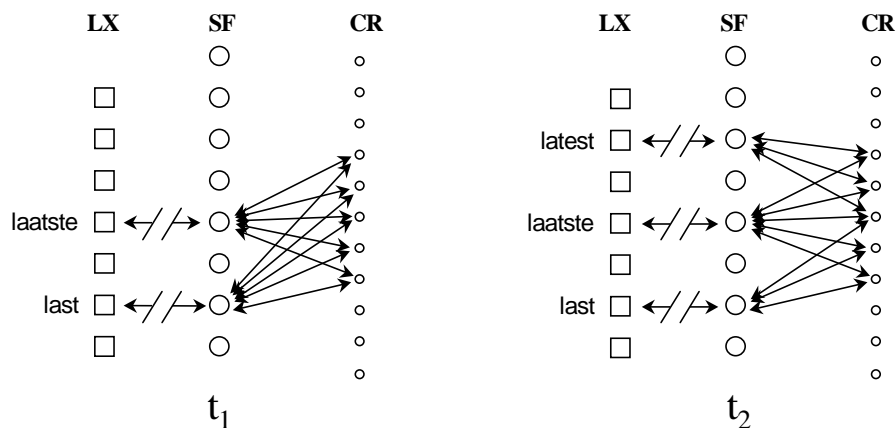 LX SF CR LX SF CR
latest
laatste laatste
last last
t1 t2